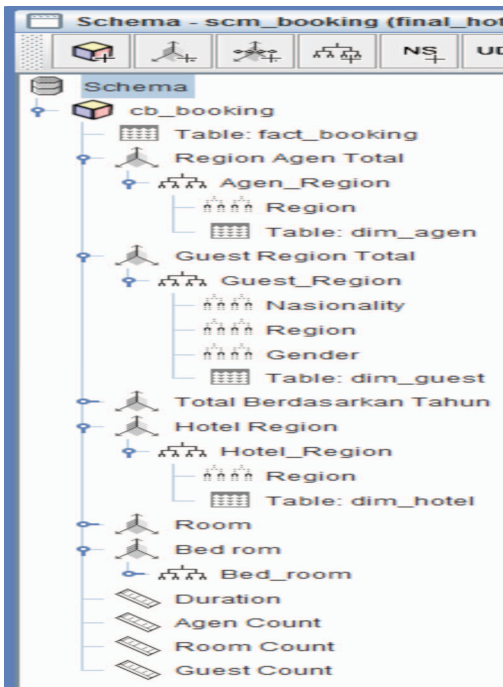 Schema - scm_booking (final_hot
NS
UD
Schema
cb_booking
Table: fact_booking
Region Agen Total
Agen_Region
Region
Table: dim_agen
Guest Region Total
Guest_Region
Nasionality
Region
Gender
Table: dim_guest
Total Berdasarkan Tahun
Hotel Region
Hotel_Region
Region
Table: dim_hotel
Room
Bed rom
Bed_room
Duration
Agen Count
Room Count
Guest Count